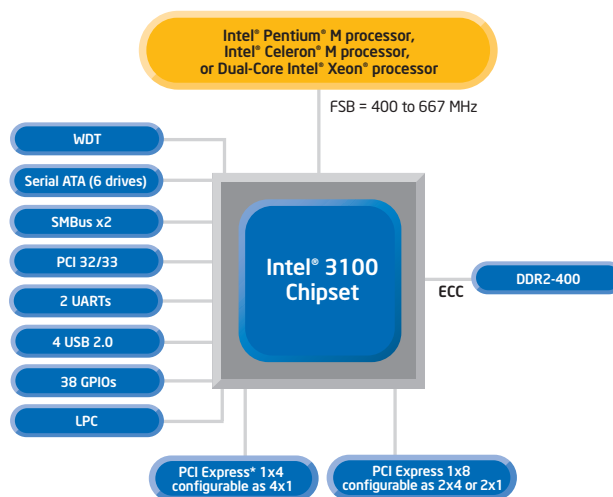 Intel® Pentium® M processor,
Intel® Celeron® M processor,
or Dual-Core Intel® Xeon® processor
FSB = 400 to 667 MHz
WDT
Serial ATA (6 drives)
SMBus x2
PCI 32/33
2 UARTs
4 USB 2.0
38 GPIOs
LPC
Intel® 3100
Chipset
ECC
DDR2-400
PCI Express* 1x4
configurable as 4x1
PCI Express 1x8
configurable as 2x4 or 2x1